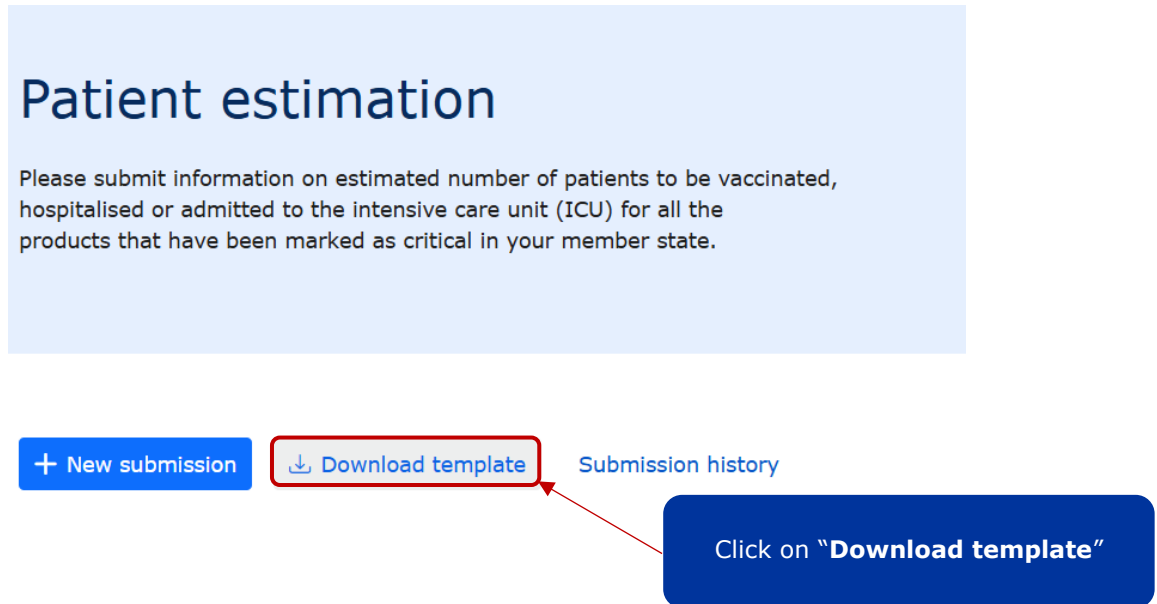 Patient estimation
Please submit information on estimated number of patients to be vaccinated,
hospitalised or admitted to the intensive care unit (ICU) for all the
products that have been marked as critical in your member state.
+ New submission
Download template
Submission history
Click on “Download template”